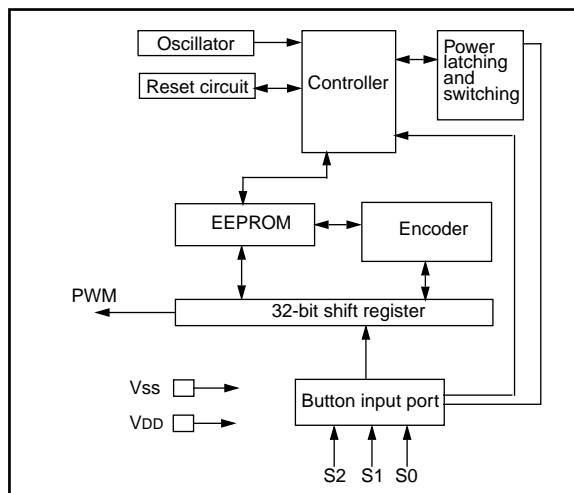 Oscillator
Reset circuit
Controller
Power
latching
and
switching
EEPROM
Encoder
PWM
32-bit shift register
VSS
VDD
Button input port
S2 S1 S0